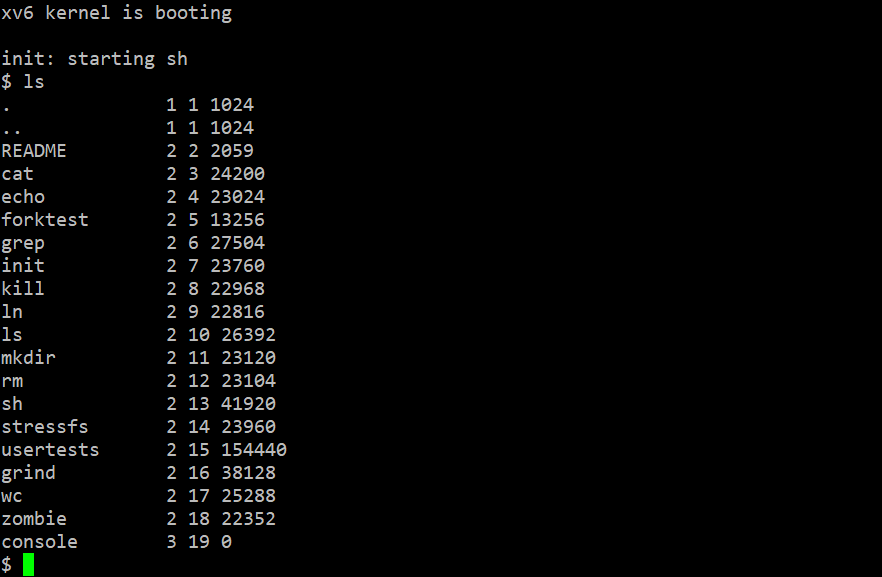 xv6 kernel is booting
init: starting sh
$ ls
.              1 1 1024
..             1 1 1024
README         2 2 2059
cat            2 3 24200
echo           2 4 23024
forktest       2 5 13256
grep           2 6 27504
init           2 7 23760
kill           2 8 22968
ln             2 9 22816
ls             2 10 26392
mkdir          2 11 23120
rm             2 12 23104
sh             2 13 41920
stressfs       2 14 23960
usertests      2 15 154440
grind          2 16 38128
wc             2 17 25288
zombie         2 18 22352
console        3 19 0
$